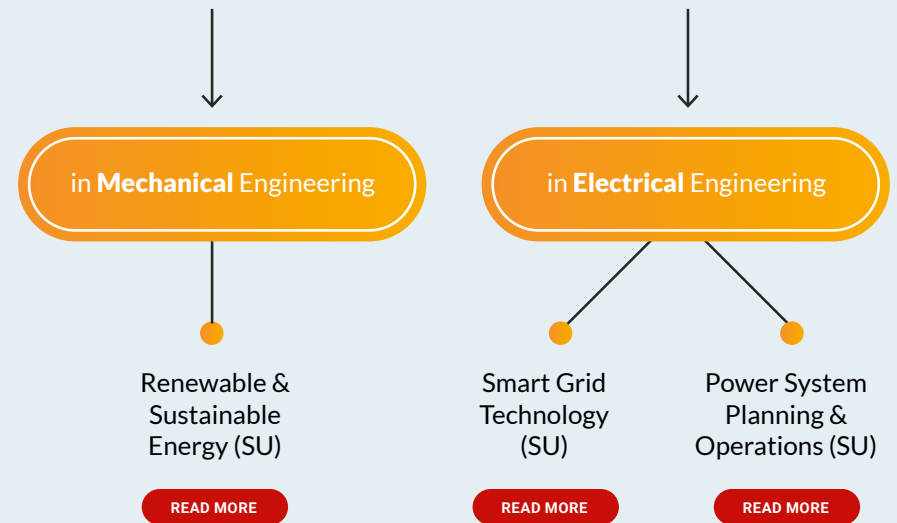 in Mechanical Engineering
in Electrical Engineering
Renewable &
Sustainable
Energy (SU)
Smart Grid
Technology
(SU)
Power System
Planning &
Operations (SU)
READ MORE
READ MORE
READ MORE